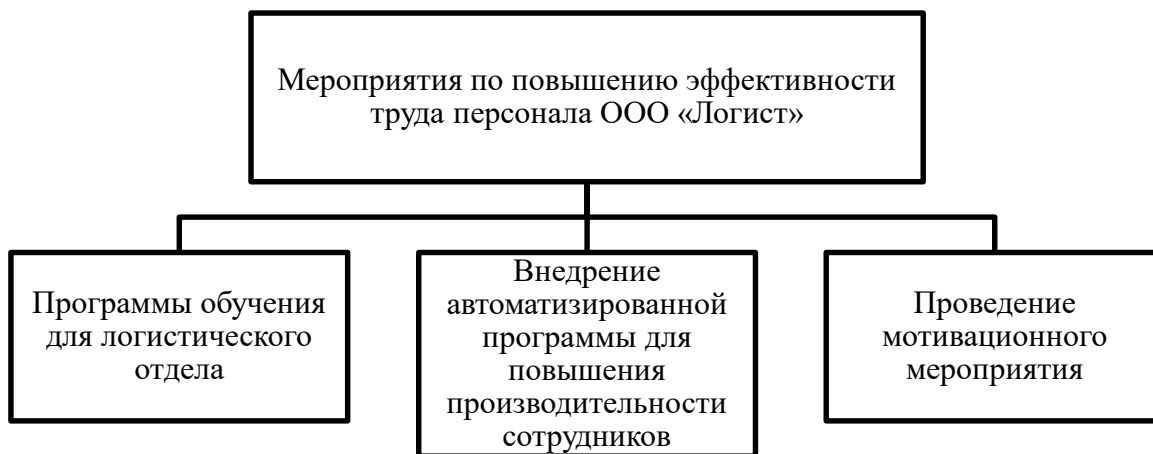 Мероприятия по повышению эффективности
труда персонала ООО «Логист»
Программы обучения
для логистического
отдела
Внедрение
автоматизированной
программы для
повышения
производительности
сотрудников
Проведение
мотивационного
мероприятия